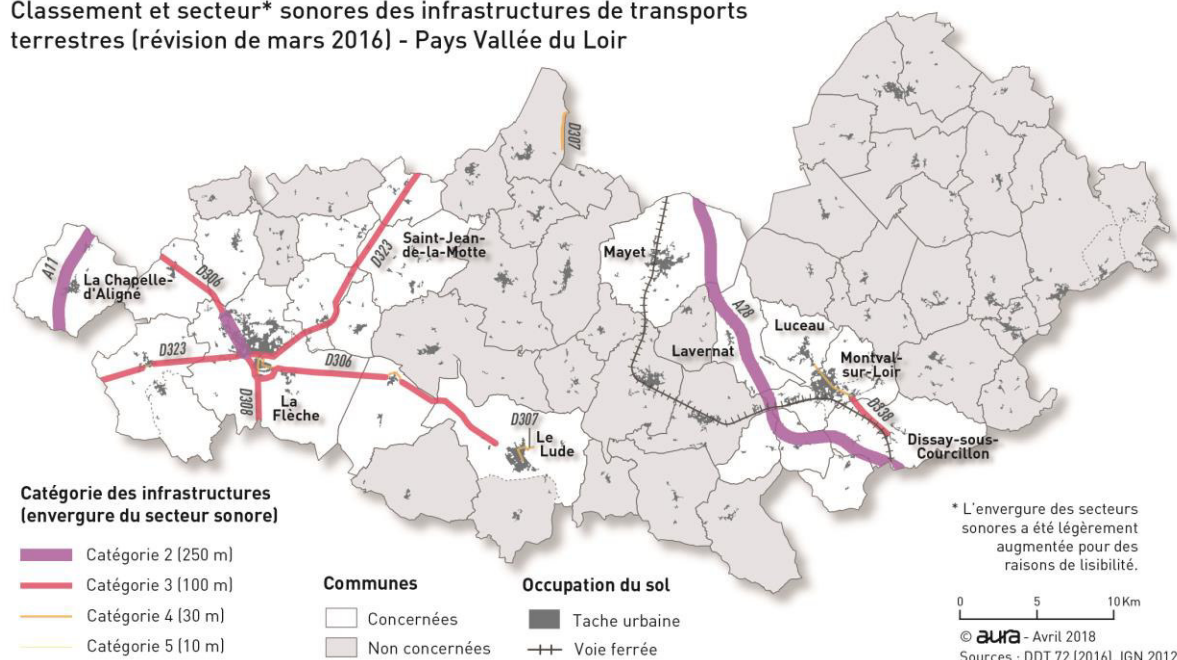 Classement et secteur* sonores des infrastructures de transports
terrestres (révision de mars 2016) - Pays Vallée du Loir
D307
A11
La Chapelle-
d'Aligné
D306
Saint-Jean-
de-la-Motte
D323
Mayet
A28
Luceau
Lavernat
Montval-
sur-Loir
D323
D306
D308
La
Flèche
D338
D307
Le
Lude
Dissay-sous-
Courcillon
Catégorie des infrastructures
(envergure du secteur sonore)
Catégorie 2 (250 m)
Catégorie 3 (100 m)
Catégorie 4 (30 m)
Catégorie 5 (10 m)
Communes
Concernées
Non concernées
Occupation du sol
Tache urbaine
Voie ferrée
* L'envergure des secteurs
sonores a été légèrement
augmentée pour des
raisons de lisibilité.
0 5 10 Km
© aura - Avril 2018
Sources : DDT 72 (2016), IGN 2012